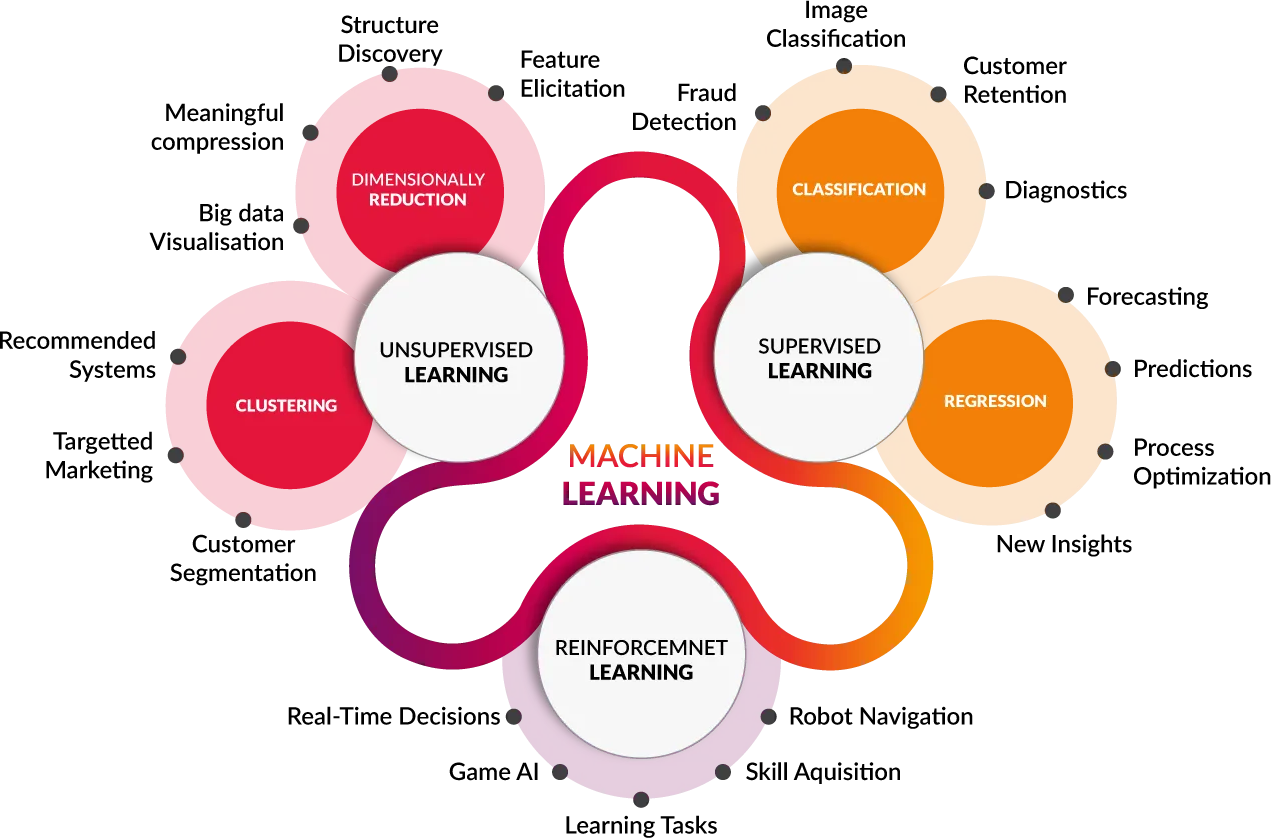 Structure
Discovery
Feature
Elicitation
Meaningful
compression
Big data
Visualisation
DIMENSIONALLY
REDUCTION
Recommended
Systems
Targetted
Marketing
Customer
Segmentation
CLUSTERING
UNSUPERVISED
LEARNING
Image
Classification
Customer
Retention
Fraud
Detection
Diagnostics
CLASSIFICATION
SUPERVISED
LEARNING
Forecasting
Predictions
Process
Optimization
New Insights
REGRESSION
MACHINE
LEARNING
REINFORCEMNET
LEARNING
Real-Time Decisions
Game AI
Learning Tasks
Skill Aquisition
Robot Navigation